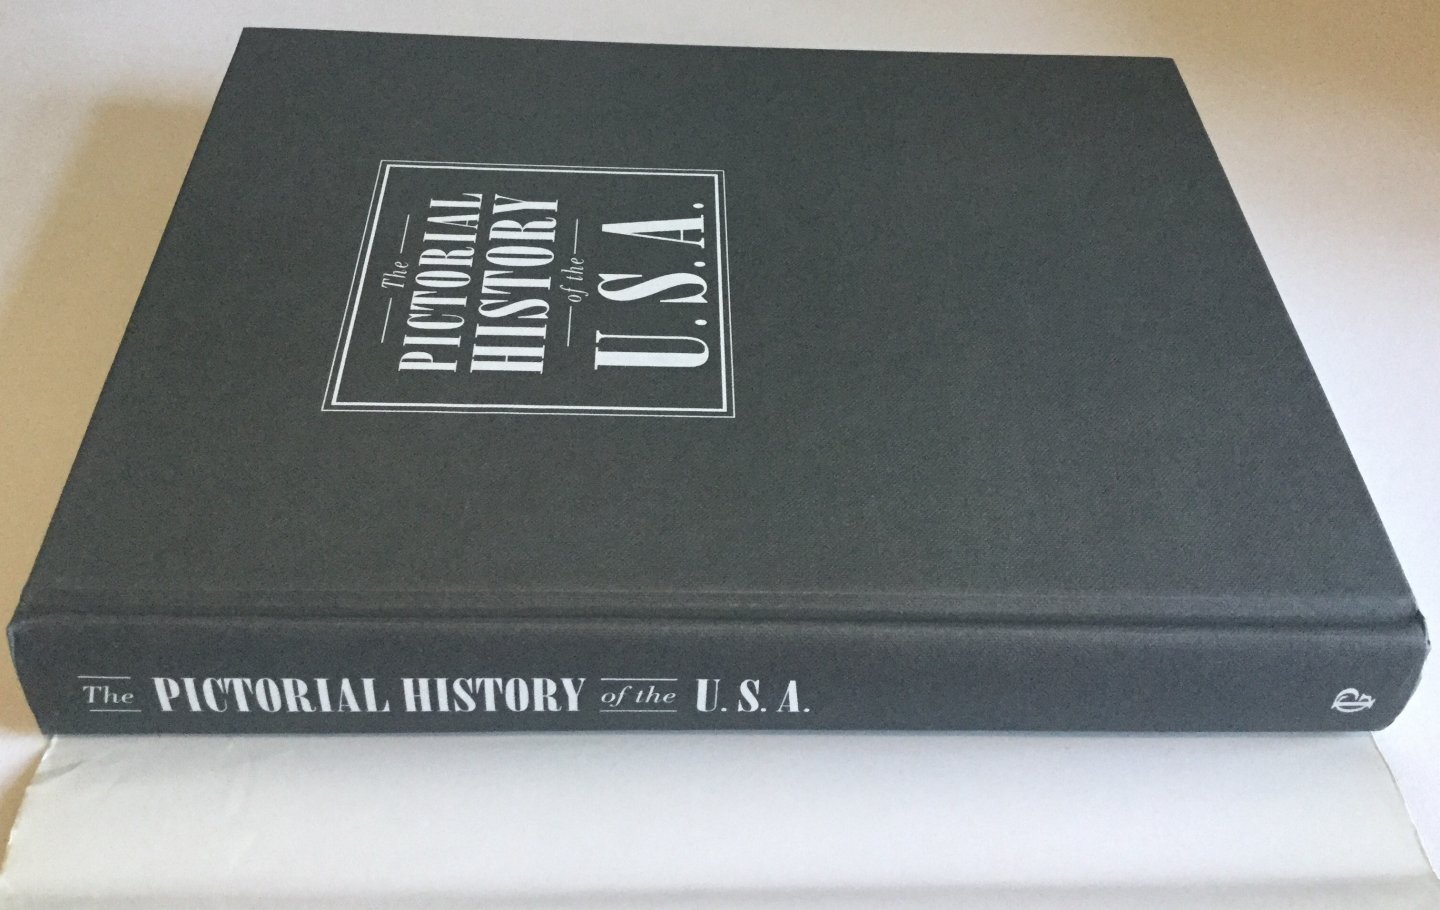 The
PICTORIAL
HISTORY
of the
U.S.A.
The PICTORIAL HISTORY of the U. S. A.